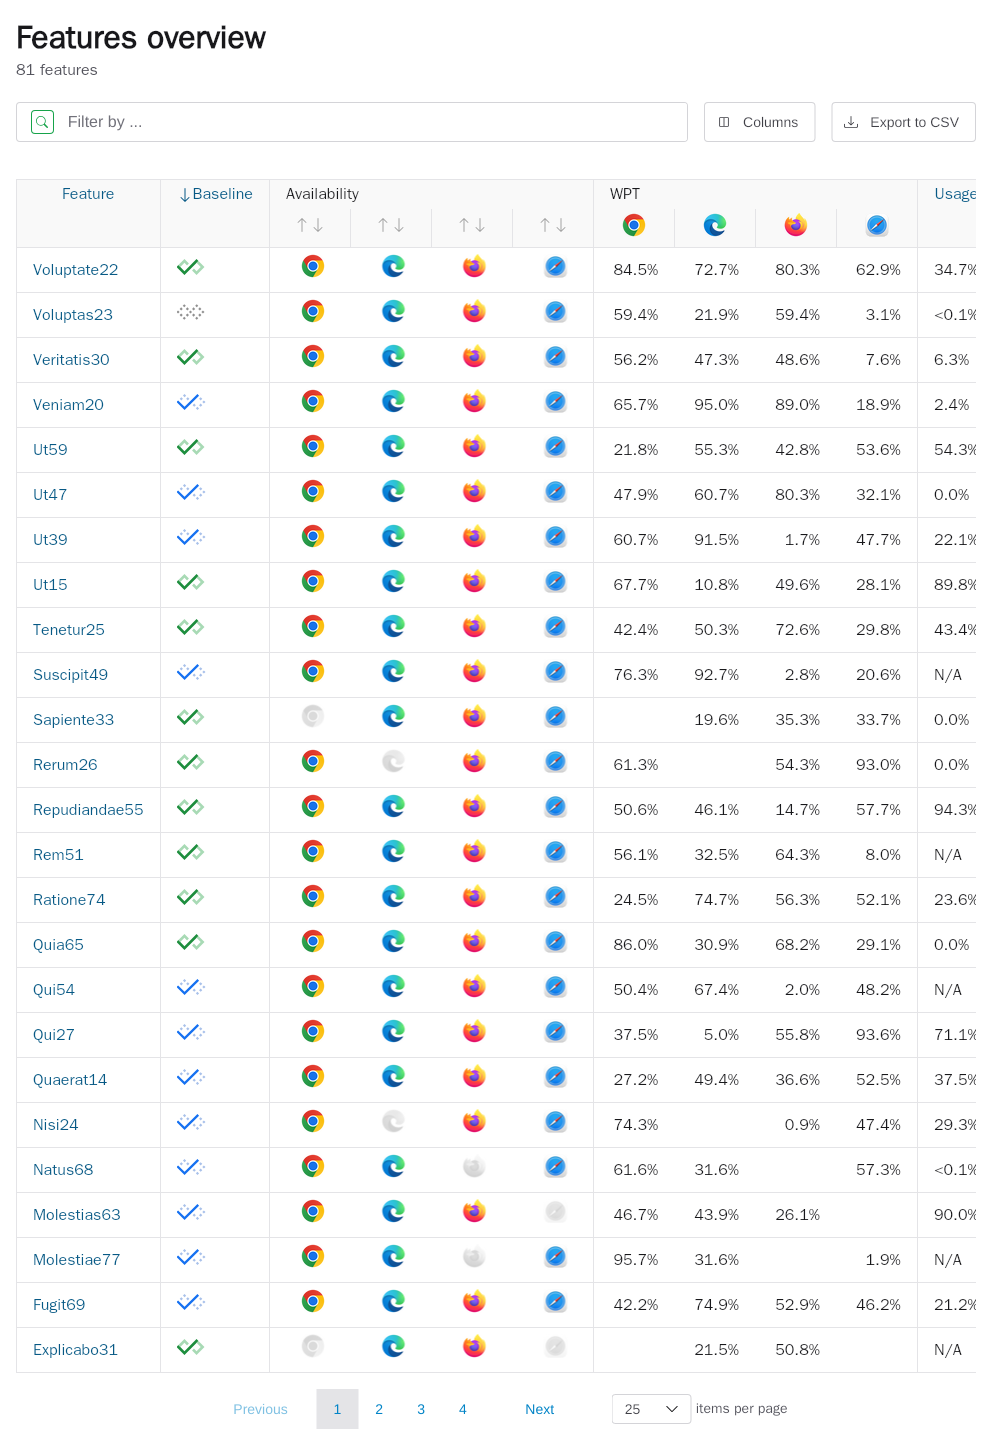 Features overview
81 features
Filter by ...
Columns
Export to CSV
Feature Baseline Availability WPT Usage
Voluptate22 84.5% 72.7% 80.3% 62.9% 34.7%
Voluptas23 59.4% 21.9% 59.4% 3.1% <0.1%
Veritatis30 56.2% 47.3% 48.6% 7.6% 6.3%
Veniam20 65.7% 95.0% 89.0% 18.9% 2.4%
Ut59 21.8% 55.3% 42.8% 53.6% 54.3%
Ut47 47.9% 60.7% 80.3% 32.1% 0.0%
Ut39 60.7% 91.5% 1.7% 47.7% 22.1%
Ut15 67.7% 10.8% 49.6% 28.1% 89.8%
Tenetur25 42.4% 50.3% 72.6% 29.8% 43.4%
Suscipit49 76.3% 92.7% 2.8% 20.6% N/A
Sapiente33 19.6% 35.3% 33.7% 0.0%
Rerum26 61.3% 54.3% 93.0% 0.0%
Repudiandae55 50.6% 46.1% 14.7% 57.7% 94.3%
Rem51 56.1% 32.5% 64.3% 8.0% N/A
Ratione74 24.5% 74.7% 56.3% 52.1% 23.6%
Quia65 86.0% 30.9% 68.2% 29.1% 0.0%
Qui54 50.4% 67.4% 2.0% 48.2% N/A
Qui27 37.5% 5.0% 55.8% 93.6% 71.1%
Quaerat14 27.2% 49.4% 36.6% 52.5% 37.5%
Nisi24 74.3% 0.9% 47.4% 29.3%
Natus68 61.6% 31.6% 57.3% <0.1%
Molestias63 46.7% 43.9% 26.1% 90.0%
Molestiae77 95.7% 31.6% 1.9% N/A
Fugit69 42.2% 74.9% 52.9% 46.2% 21.2%
Explicabo31 21.5% 50.8% N/A
Previous 1 2 3 4 Next 25 items per page